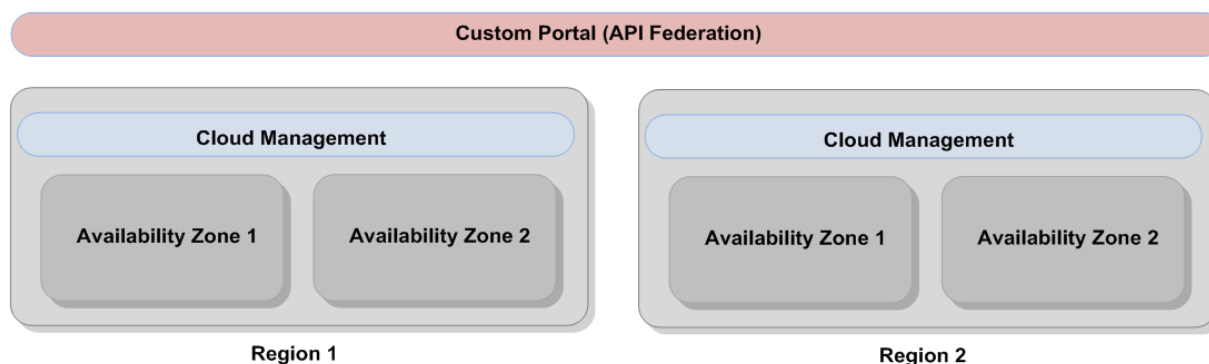 Custom Portal (API Federation)
Cloud Management
Availability Zone 1
Availability Zone 2
Region 1
Cloud Management
Availability Zone 1
Availability Zone 2
Region 2